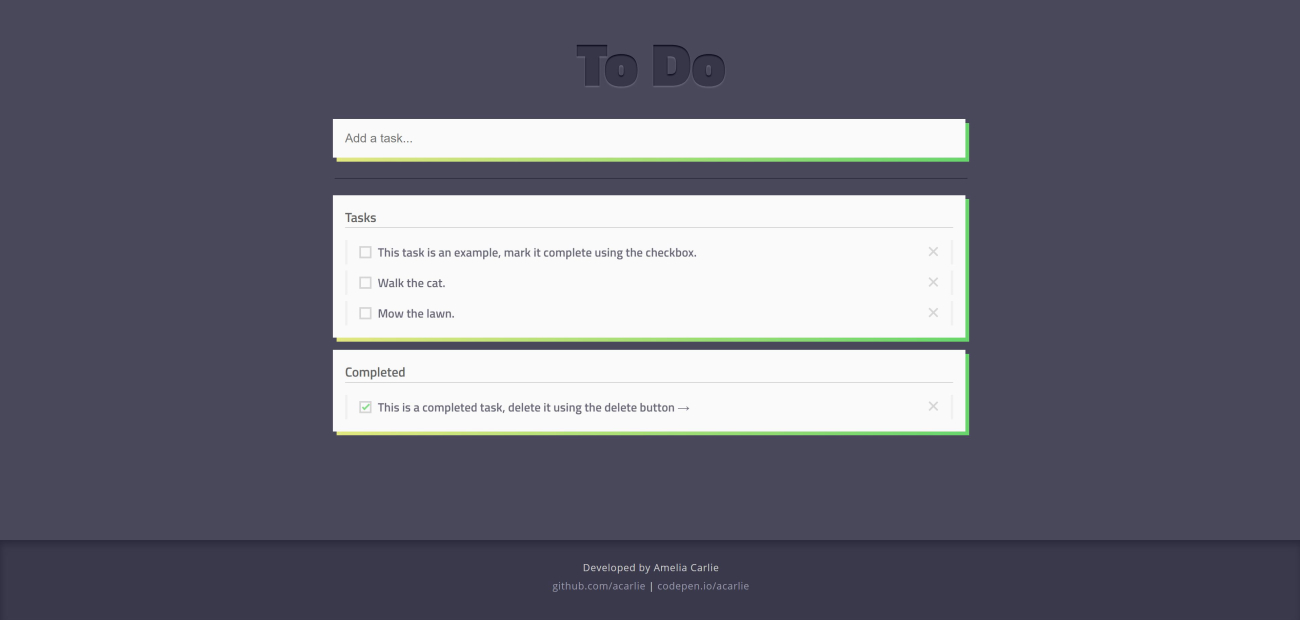 To Do
Add a task...
Tasks
This task is an example, mark it complete using the checkbox.
Walk the cat.
Mow the lawn.
Completed
This is a completed task, delete it using the delete button →
Developed by Amelia Carlie
github.com/acarlie | codepen.io/acarlie